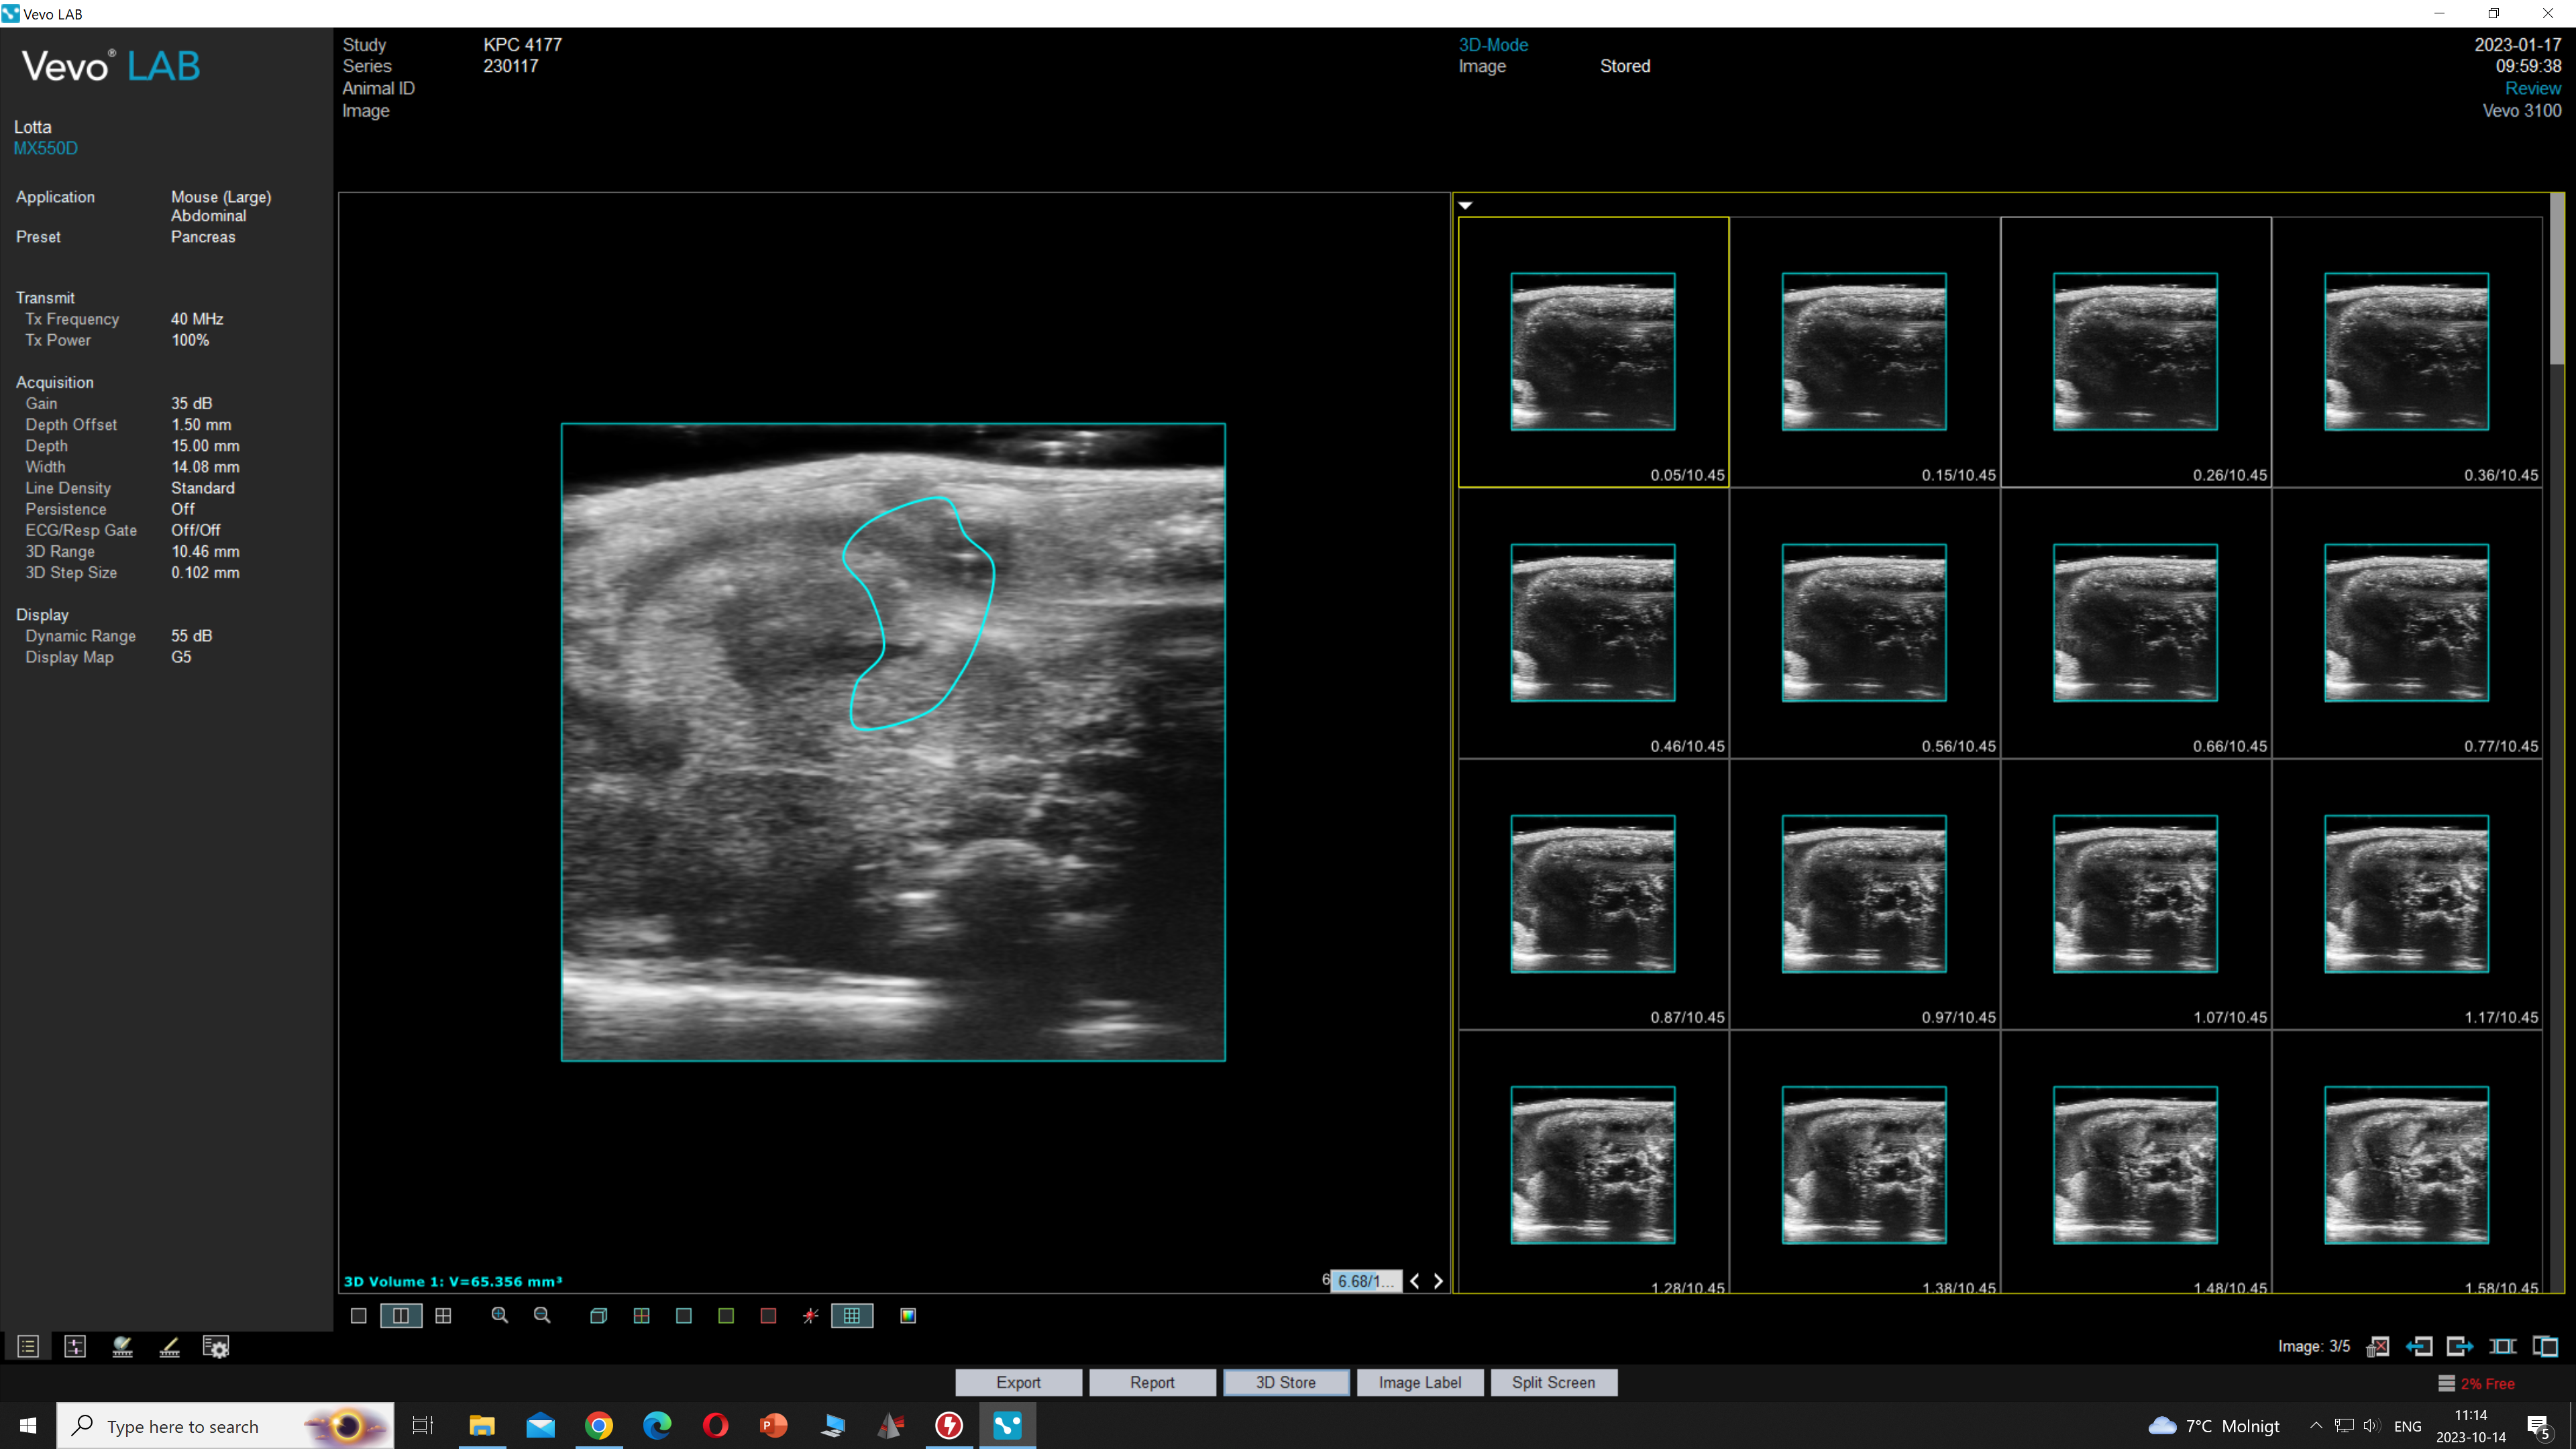 Vevo LAB
Vevo® LAB
Study KPC 4177
Series 230117
Animal ID
Image
3D-Mode
Image Stored
2023-01-17
09:59:38
Review
Vevo 3100
Lotta
MX550D
Application Mouse (Large)
Abdominal
Preset Pancreas
Transmit
Tx Frequency 40 MHz
Tx Power 100%
Acquisition
Gain 35 dB
Depth Offset 1.50 mm
Depth 15.00 mm
Width 14.08 mm
Line Density Standard
Persistence Off
ECG/Resp Gate Off/Off
3D Range 10.46 mm
3D Step Size 0.102 mm
Display
Dynamic Range 55 dB
Display Map G5
3D Volume 1: V=65.356 mm³
6 6.68/1...
0.05/10.45 0.15/10.45 0.26/10.45 0.36/10.45
0.46/10.45 0.56/10.45 0.66/10.45 0.77/10.45
0.87/10.45 0.97/10.45 1.07/10.45 1.17/10.45
1.28/10.45 1.38/10.45 1.48/10.45 1.58/10.45
Image: 3/5
Export Report 3D Store Image Label Split Screen
2% Free
Type here to search
7°C Molnigt
ENG
11:14
2023-10-14
5